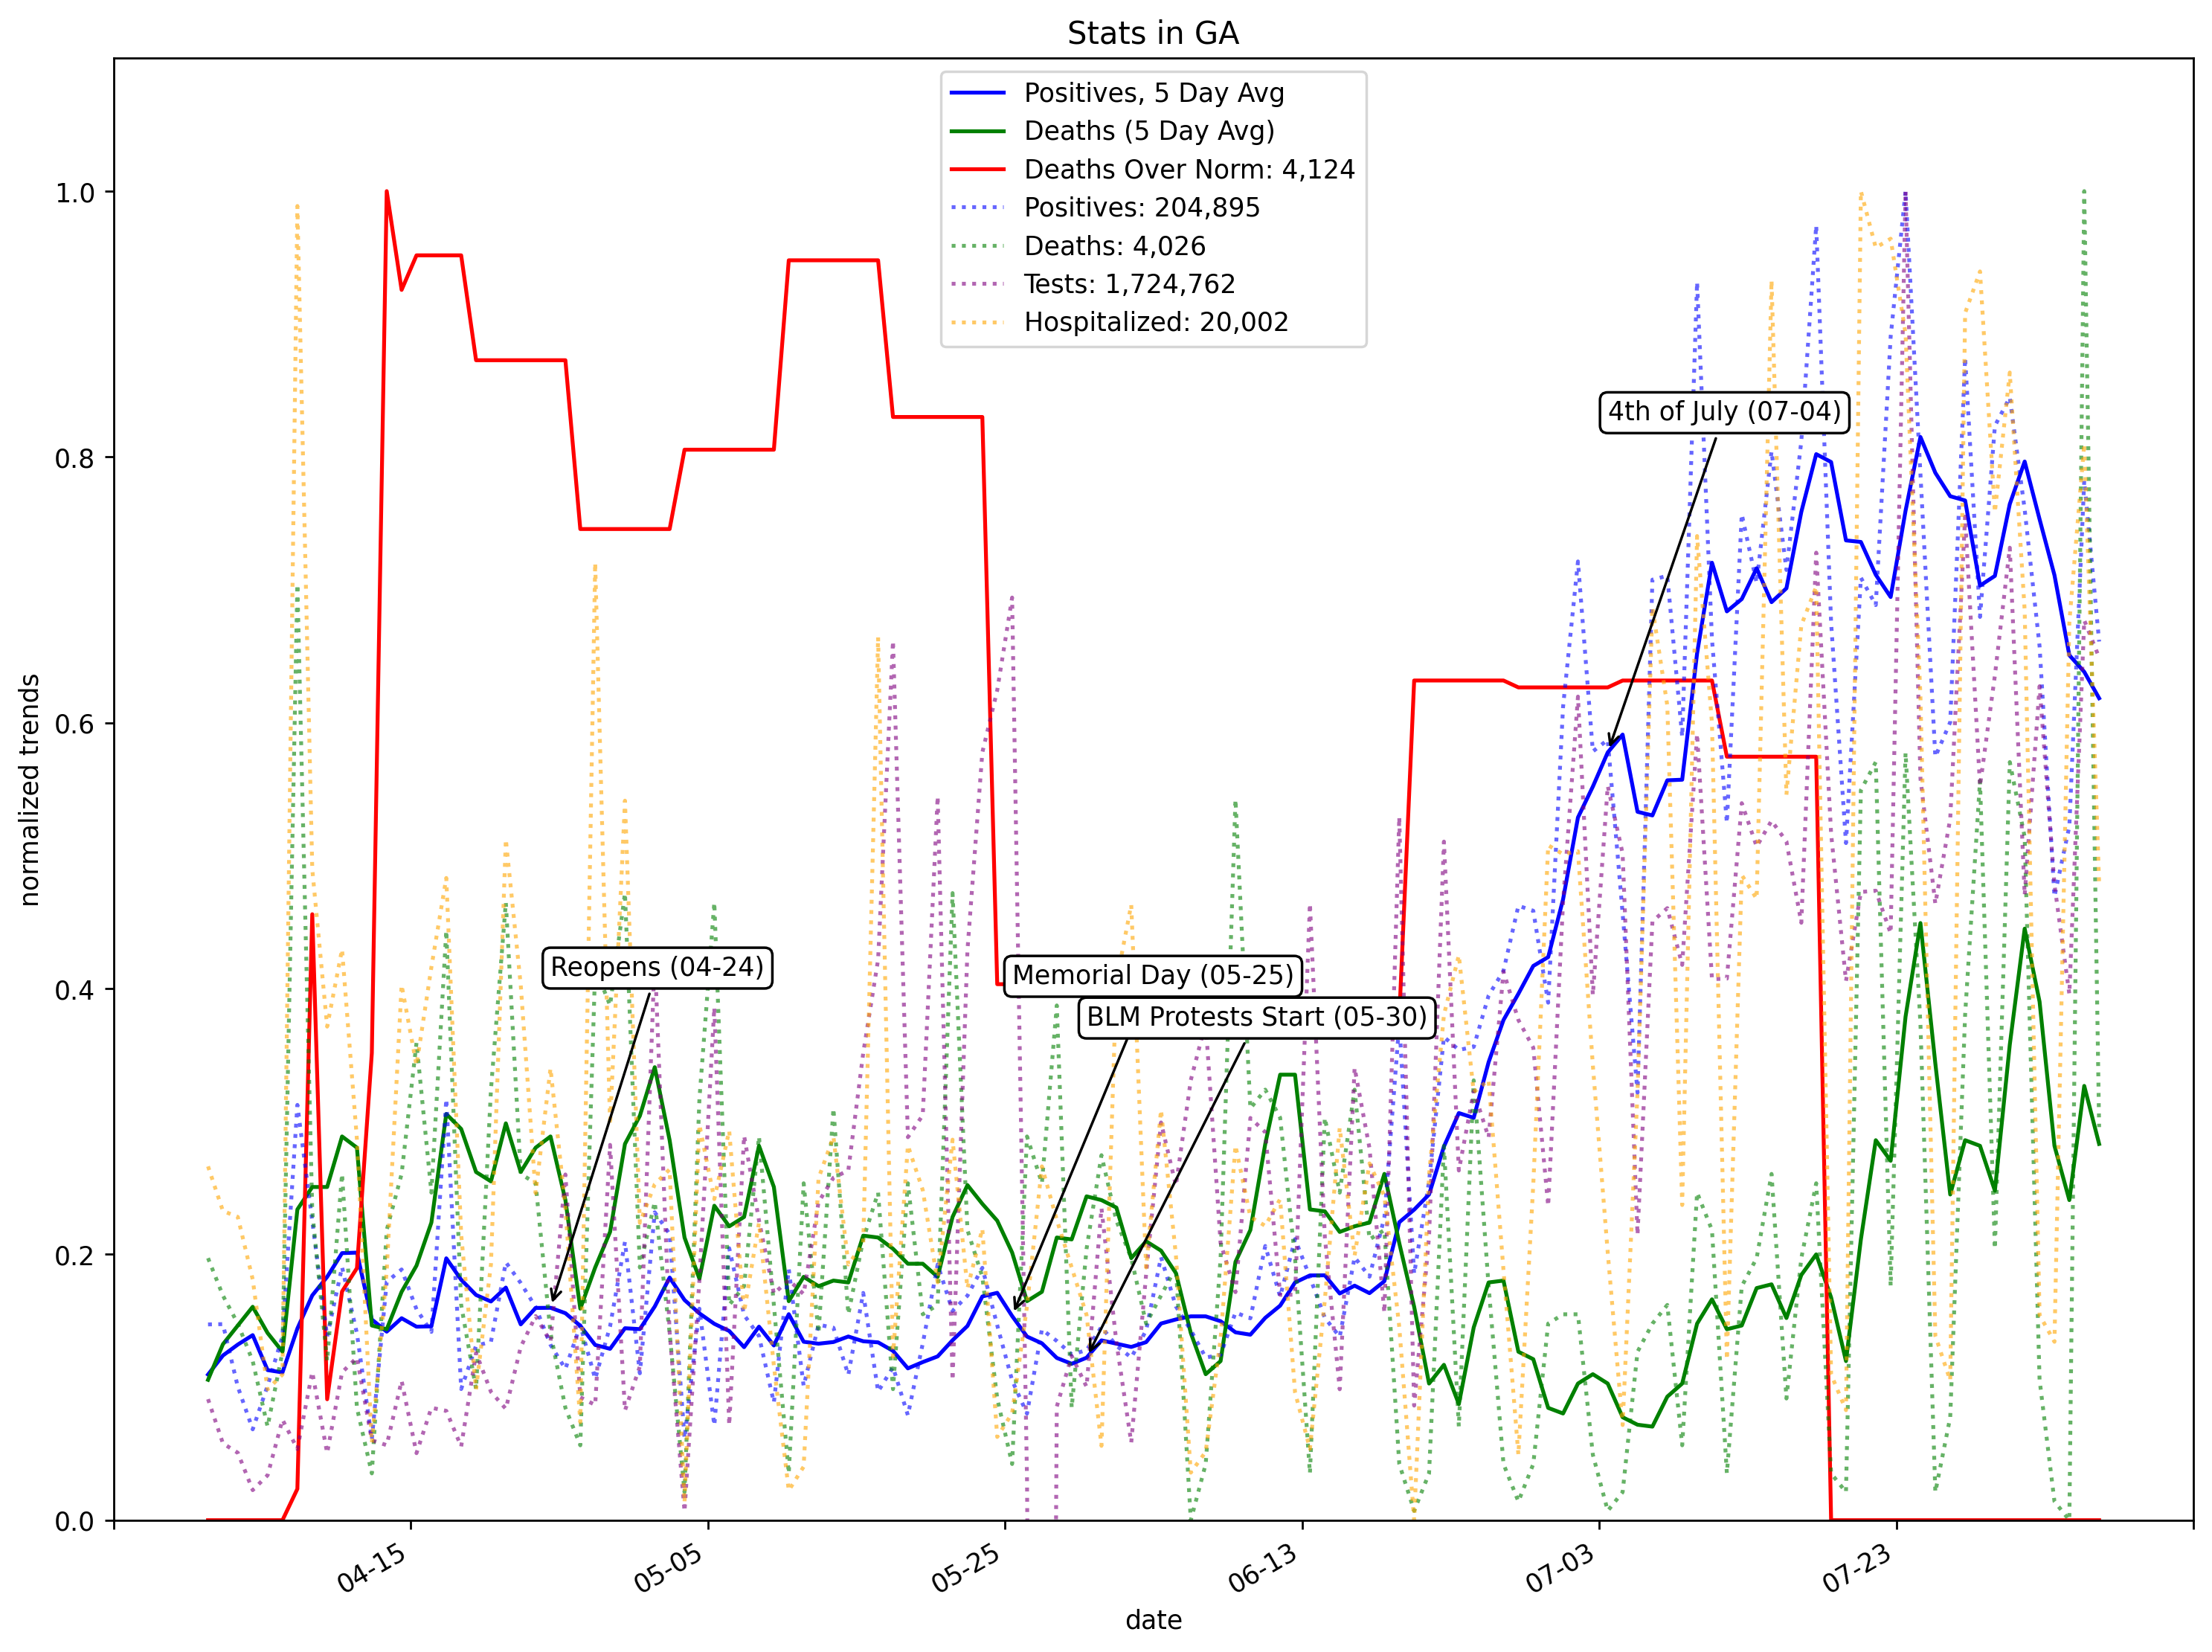 Stats in GA
Positives, 5 Day Avg
Deaths (5 Day Avg)
Deaths Over Norm: 4,124
Positives: 204,895
Deaths: 4,026
Tests: 1,724,762
Hospitalized: 20,002
4th of July (07-04)
Reopens (04-24)
Memorial Day (05-25)
BLM Protests Start (05-30)
normalized trends
1.0
0.8
0.6
0.4
0.2
0.0
04-15
05-05
05-25
06-13
07-03
07-23
date